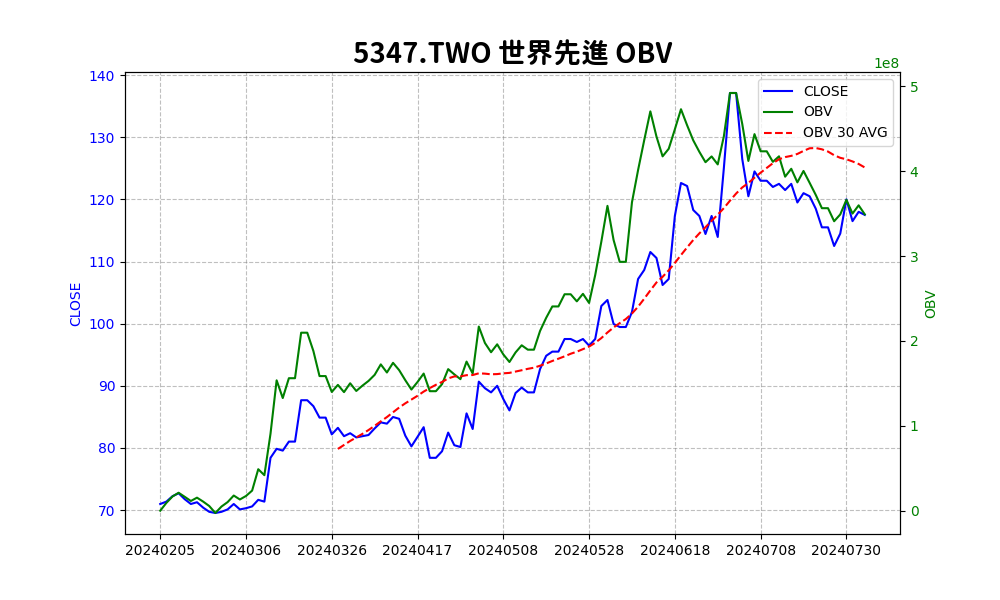 5347.TWO 世界先進 OBV
1e8
CLOSE
OBV
OBV 30 AVG
140
130
120
110
100
90
80
70
CLOSE
5
4
3
2
1
0
OBV
20240205 20240306 20240326 20240417 20240508 20240528 20240618 20240708 20240730